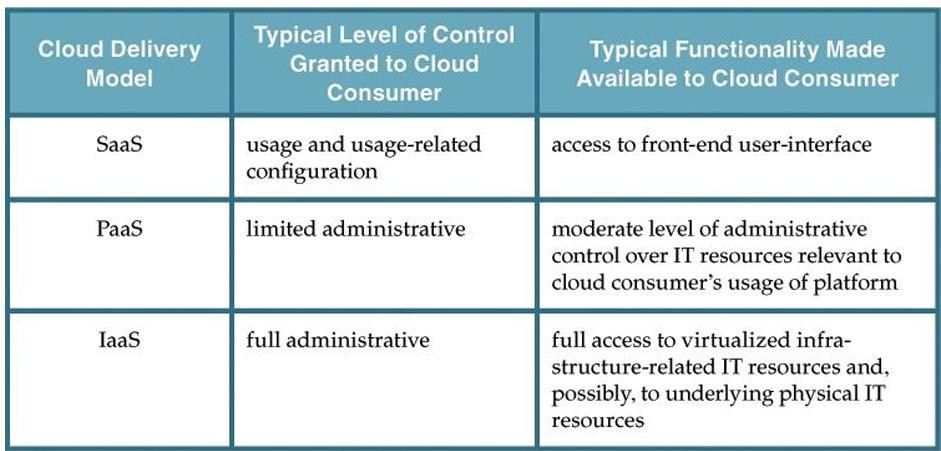 Cloud Delivery
Model
Typical Level of Control
Granted to Cloud
Consumer
Typical Functionality Made
Available to Cloud Consumer
SaaS
usage and usage-related
configuration
access to front-end user-interface
PaaS
limited administrative
moderate level of administrative
control over IT resources relevant to
cloud consumer’s usage of platform
IaaS
full administrative
full access to virtualized infra-
structure-related IT resources and,
possibly, to underlying physical IT
resources